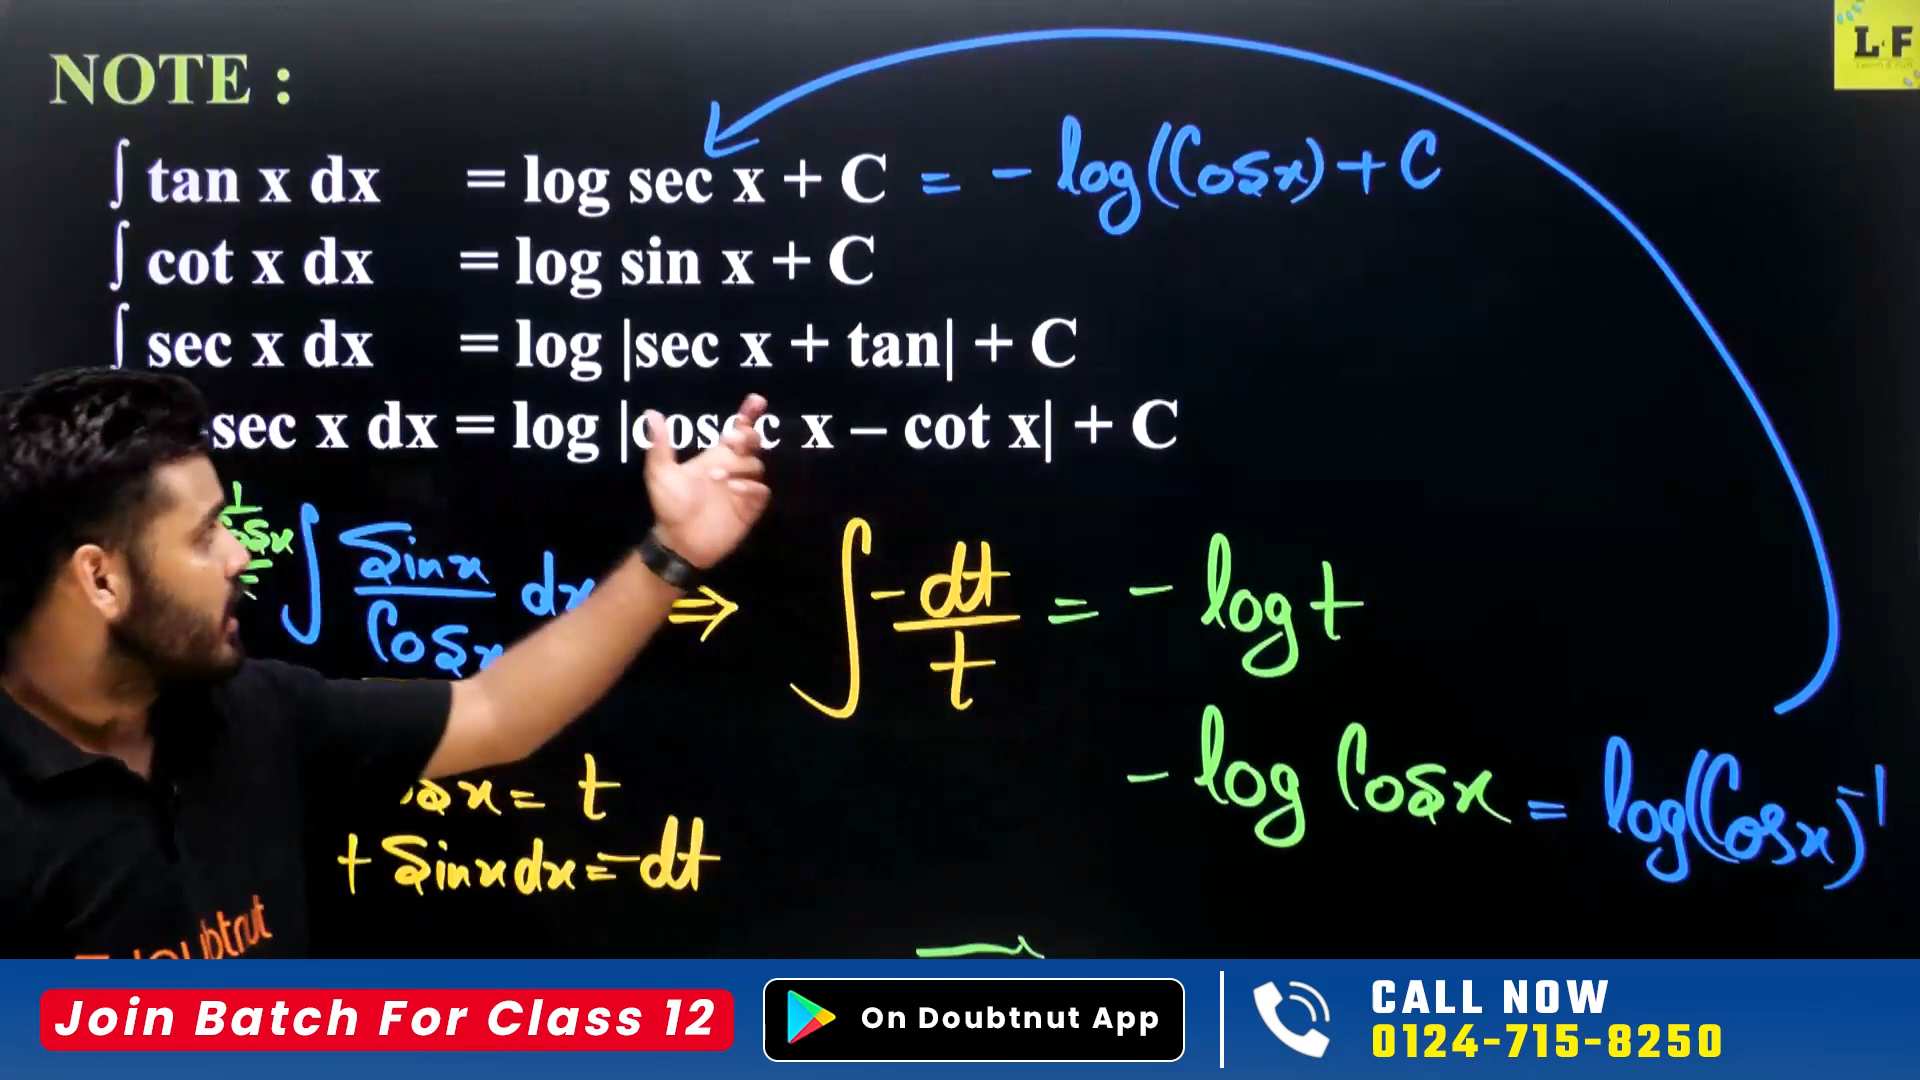 NOTE :
L·F
∫ tan x dx = log sec x + C = - log(Cosx) + C
∫ cot x dx = log sin x + C
∫ sec x dx = log |sec x + tan| + C
sec x dx = log |cosec x – cot x| + C
∫ Sinx/Cosx dx ⇒ ∫ -dt/t = - log t
- log Cosx = log(Cosx)⁻¹
x = t
+ Sinx dx = -dt
Join Batch For Class 12
On Doubtnut App
CALL NOW
0124-715-8250